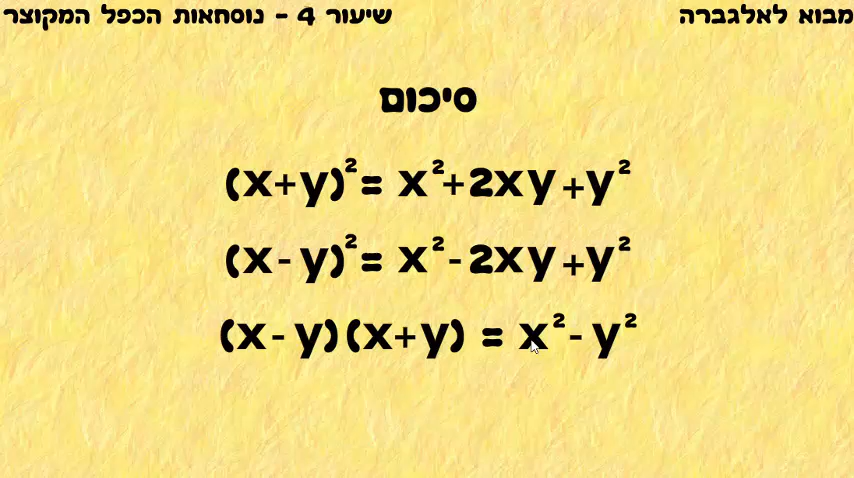 מבוא לאלגברה
שיעור 4 - נוסחאות הכפל המקוצר
סיכום
(x+y)²= x²+2xy+y²
(x-y)²= x²-2xy+y²
(x-y)(x+y) = x²-y²